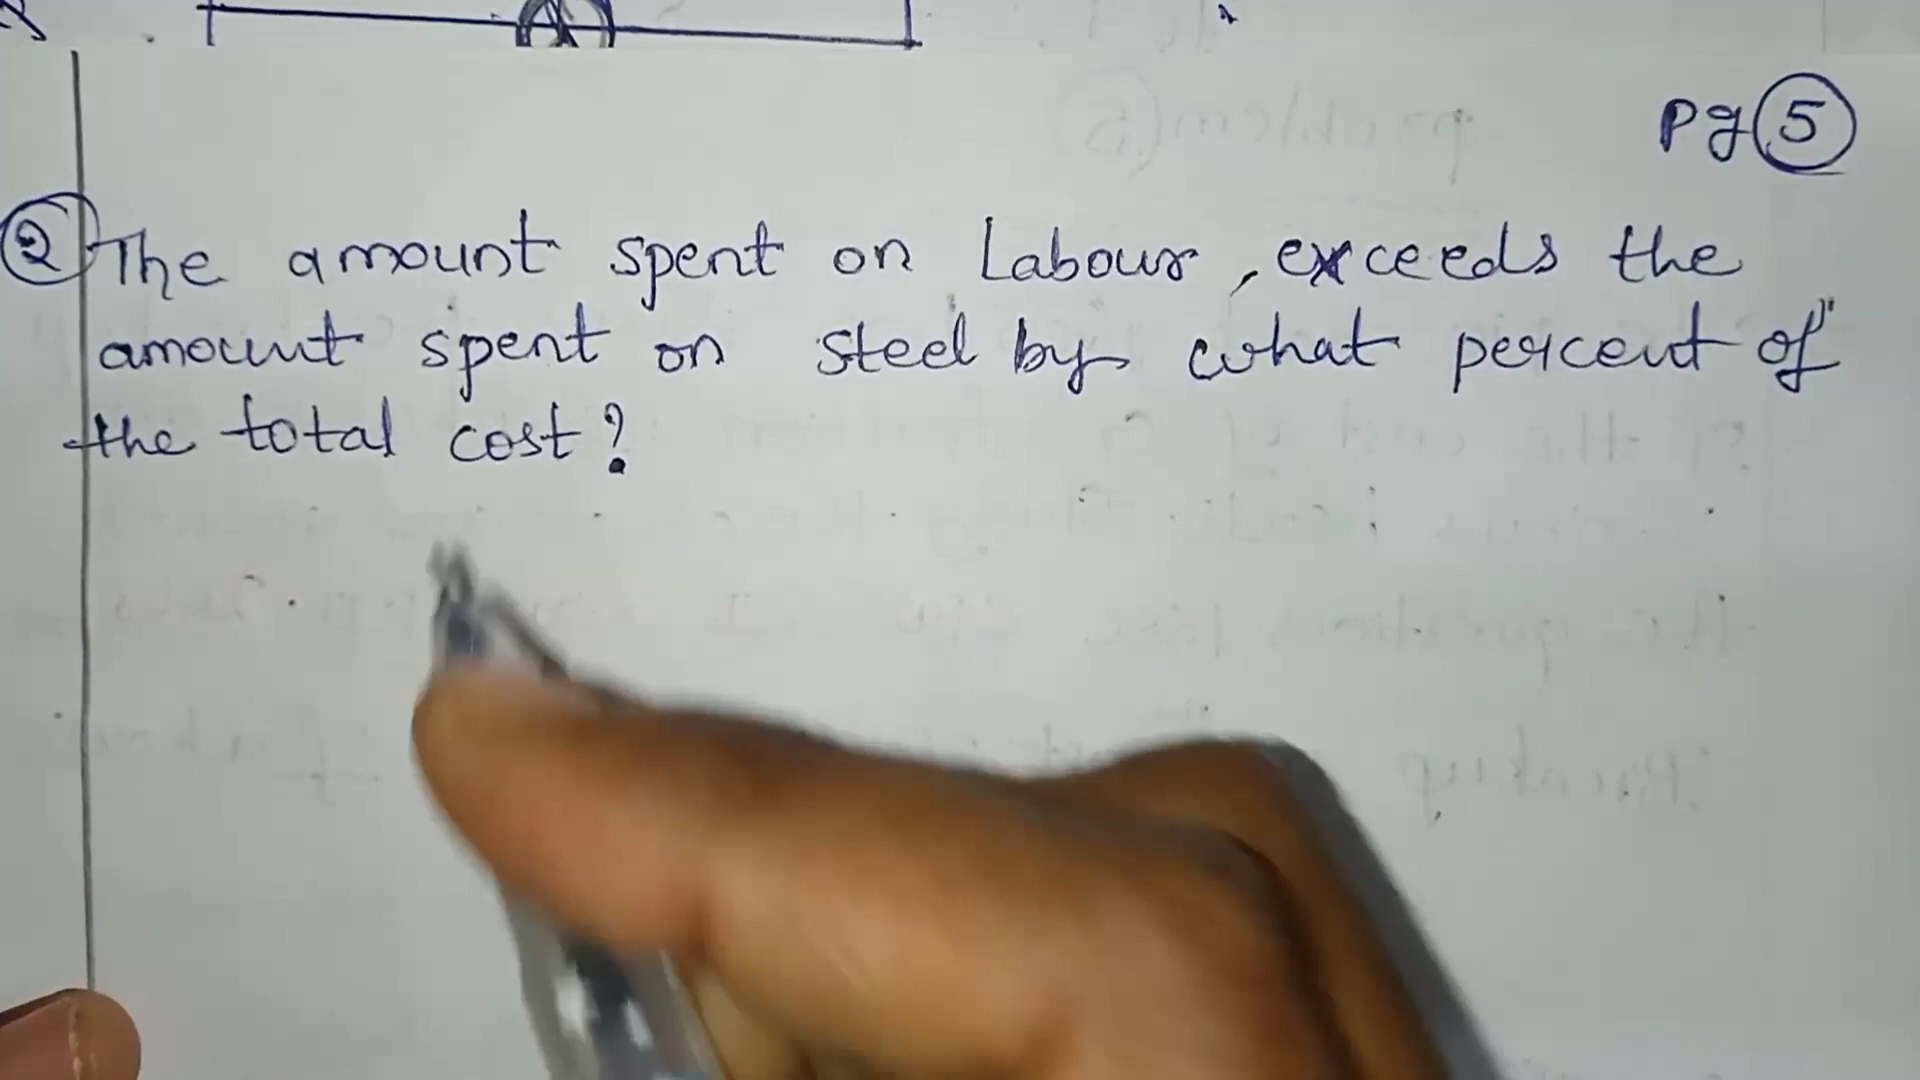 Pg 5
2 The amount spent on Labour, exceeds the
amount spent on steel by what percent of
the total cost?